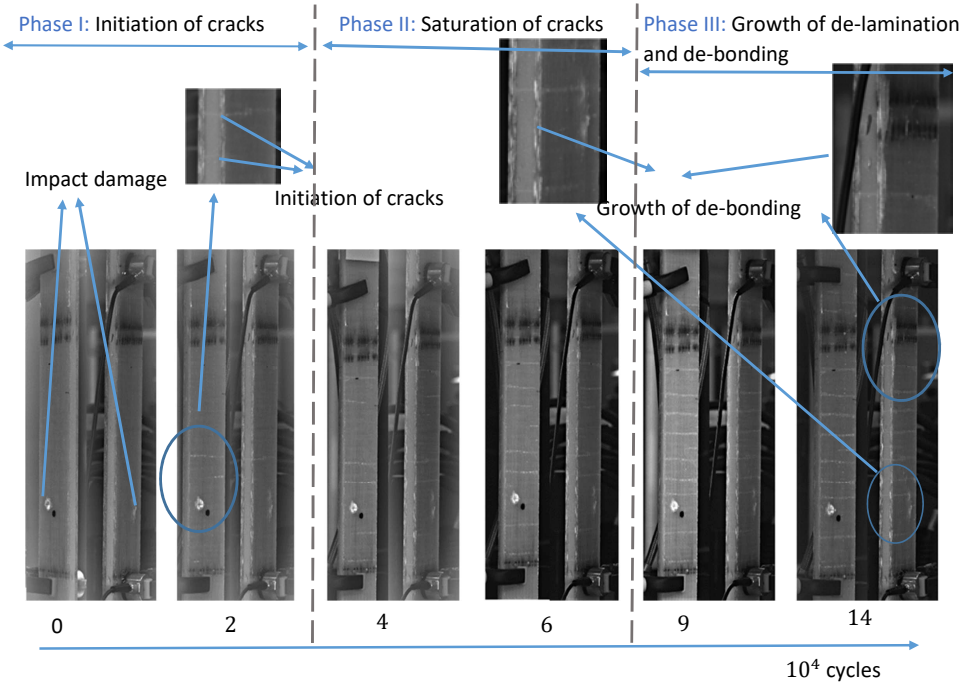 Phase I: Initiation of cracks
Phase II: Saturation of cracks
Phase III: Growth of de-lamination
and de-bonding
Impact damage
Initiation of cracks
Growth of de-bonding
0
2
4
6
9
14
10⁴ cycles